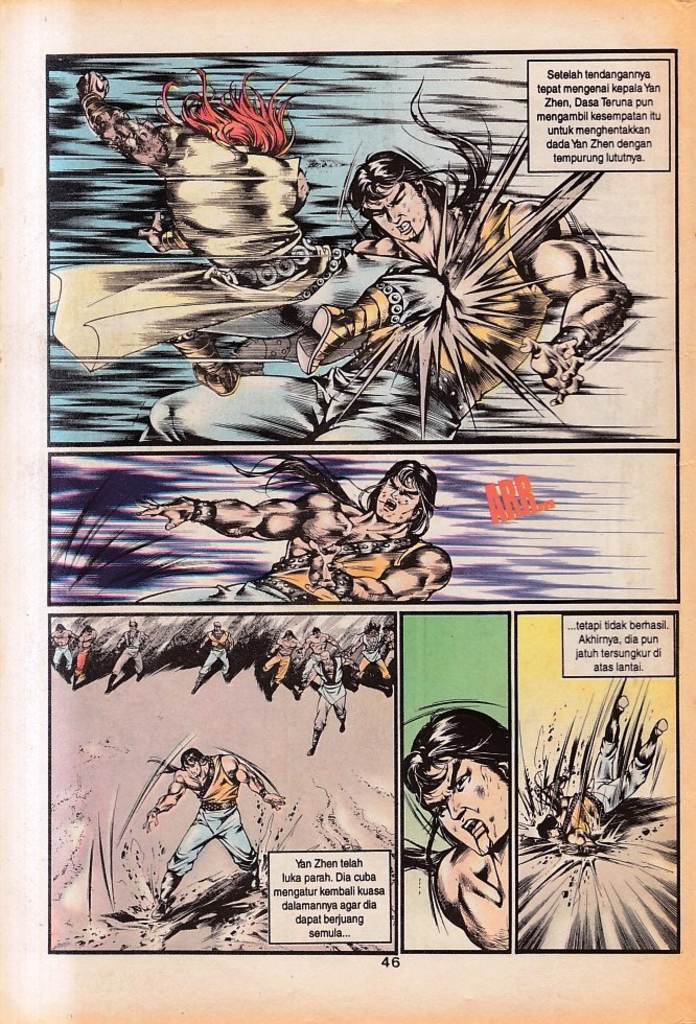 Setelah tendangannya
tepat mengenai kepala Yan
Zhen, Dasa Teruna pun
mengambil kesempatan itu
untuk menghentakkan
dada Yan Zhen dengan
tempurung lututnya.
ARR...
Yan Zhen telah
luka parah. Dia cuba
mengatur kembali kuasa
dalamannya agar dia
dapat berjuang
semula...
...tetapi tidak berhasil.
Akhirnya, dia pun
jatuh tersungkur di
atas lantai.
46